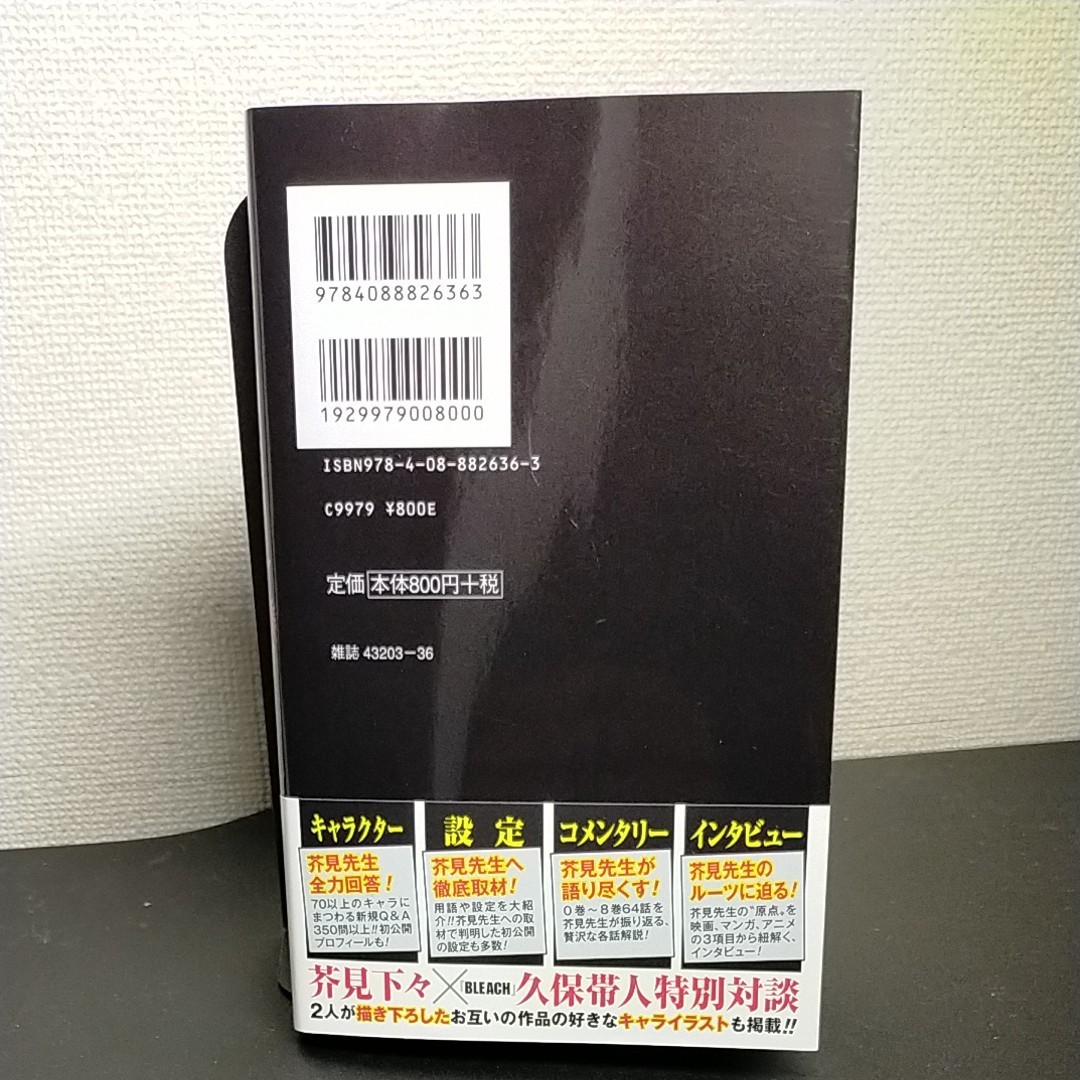 9784088826363
1929979008000
ISBN978-4-08-882636-3
C9979 ¥800E
定価 本体800円+税
雑誌 43203-36
キャラクター
芥見先生
全力回答!
70以上のキャラに
まつわる新規Q&A
350問以上!!初公開
プロフィールも!
設定
芥見先生へ
徹底取材!
用語や設定を大紹
介!!芥見先生への取
材で判明した初公開
の設定も多数!
コメンタリー
芥見先生が
語り尽くす!
0巻〜8巻64話を
芥見先生が振り返る、
贅沢な各話解説!
インタビュー
芥見先生の
ルーツに迫る!
芥見先生の〝原点〟を
映画、マンガ、アニメ
の3項目から紐解く、
インタビュー!
芥見下々×『BLEACH』久保帯人特別対談
2人が描き下ろしたお互いの作品の好きなキャライラストも掲載!!